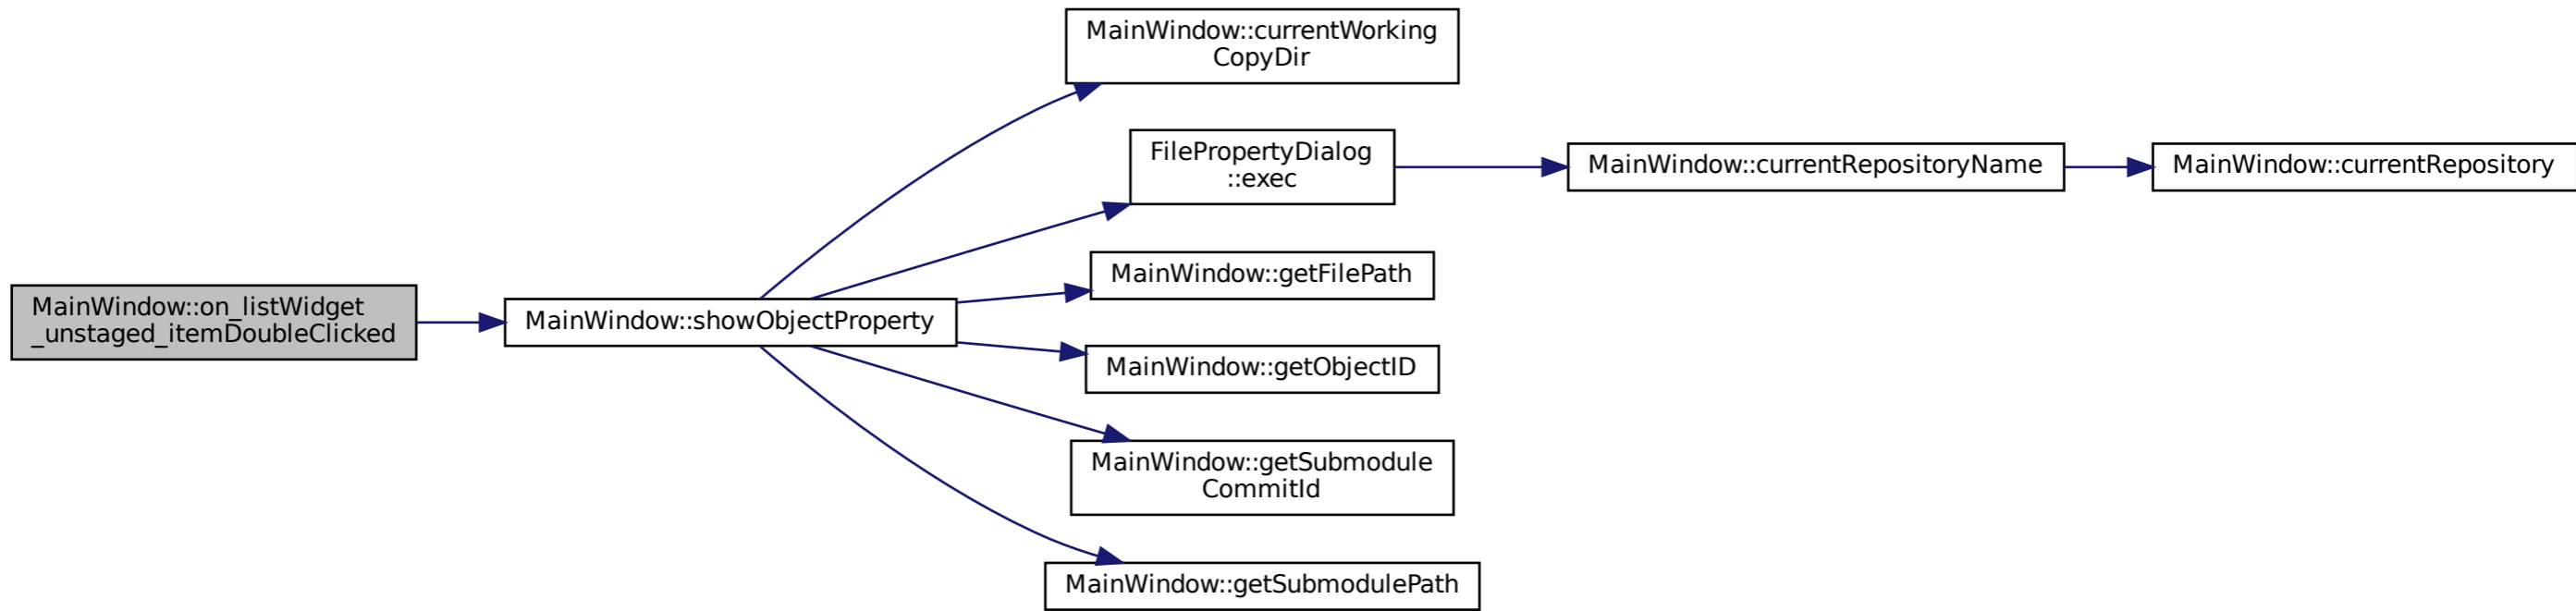 MainWindow::currentWorking
CopyDir
FilePropertyDialog
::exec
MainWindow::currentRepositoryName
MainWindow::currentRepository
MainWindow::getFilePath
MainWindow::on_listWidget
_unstaged_itemDoubleClicked
MainWindow::showObjectProperty
MainWindow::getObjectID
MainWindow::getSubmodule
CommitId
MainWindow::getSubmodulePath